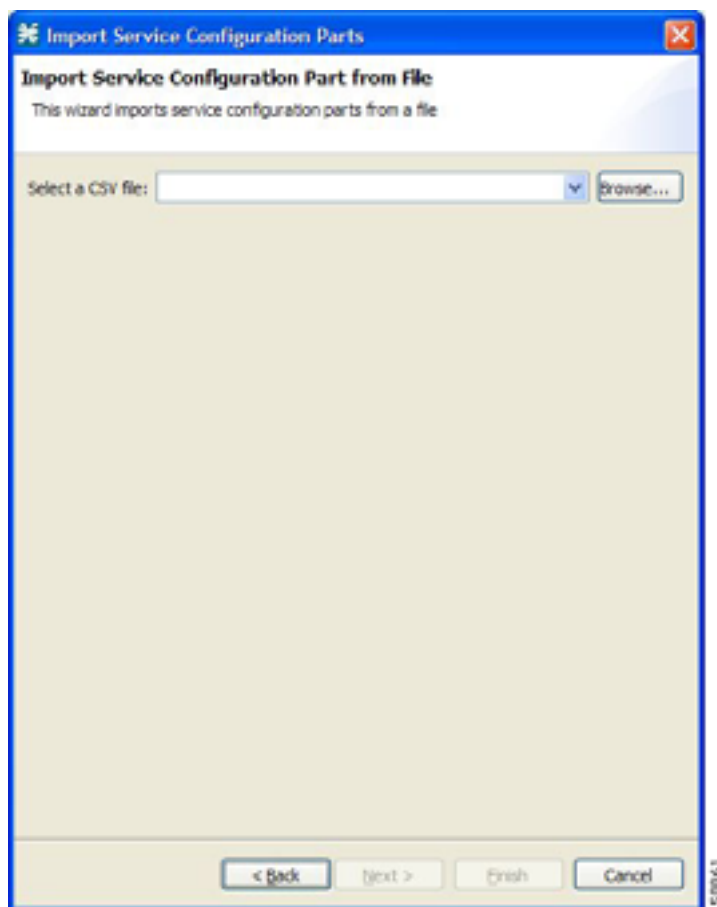 Import Service Configuration Parts
Import Service Configuration Part from File
This wizard imports service configuration parts from a file
Select a CSV file:
Browse...
< Back
Next >
Finish
Cancel